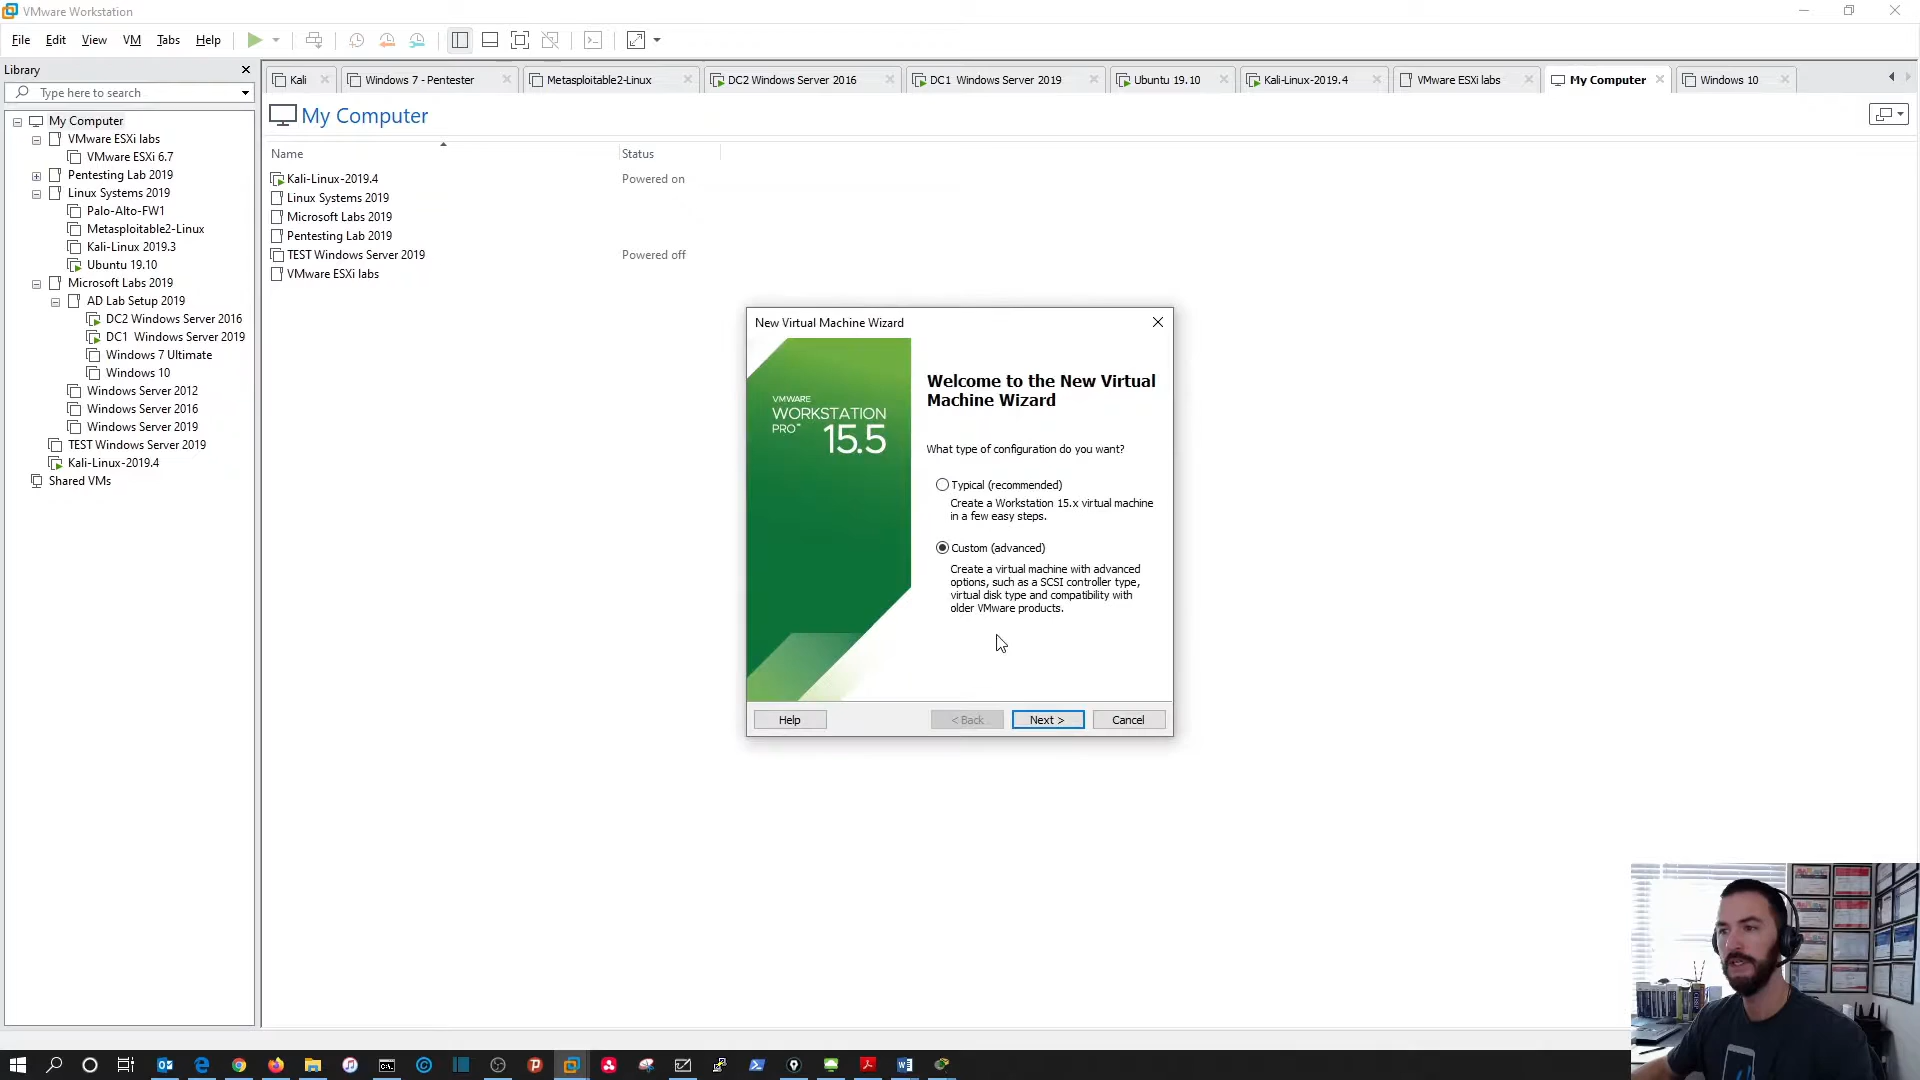 VMware Workstation
File Edit View VM Tabs Help
Library
Type here to search
My Computer
VMware ESXi labs
VMware ESXi 6.7
Pentesting Lab 2019
Linux Systems 2019
Palo-Alto-FW1
Metasploitable2-Linux
Kali-Linux 2019.3
Ubuntu 19.10
Microsoft Labs 2019
AD Lab Setup 2019
DC2 Windows Server 2016
DC1 Windows Server 2019
Windows 7 Ultimate
Windows 10
Windows Server 2012
Windows Server 2016
Windows Server 2019
TEST Windows Server 2019
Kali-Linux-2019.4
Shared VMs
Kali Windows 7 - Pentester Metasploitable2-Linux DC2 Windows Server 2016 DC1 Windows Server 2019 Ubuntu 19.10 Kali-Linux-2019.4 VMware ESXi labs My Computer Windows 10
My Computer
Name Status
Kali-Linux-2019.4 Powered on
Linux Systems 2019
Microsoft Labs 2019
Pentesting Lab 2019
TEST Windows Server 2019 Powered off
VMware ESXi labs
New Virtual Machine Wizard
VMWARE
WORKSTATION
PRO™ 15.5
Welcome to the New Virtual
Machine Wizard
What type of configuration do you want?
Typical (recommended)
Create a Workstation 15.x virtual machine
in a few easy steps.
Custom (advanced)
Create a virtual machine with advanced
options, such as a SCSI controller type,
virtual disk type and compatibility with
older VMware products.
Help < Back Next > Cancel